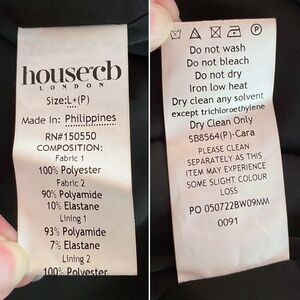 house of cb
LONDON
Size:L+(P)
Made In: Philippines
RN#150550
COMPOSITION:
Fabric 1
100% Polyester
Fabric 2
90% Polyamide
10% Elastane
Lining 1
93% Polyamide
7% Elastane
Lining 2
100% Polyester
P
Do not wash
Do not bleach
Do not dry
Iron low heat
Dry clean any solvent
except trichloroethylene
Dry Clean Only
SB8564(P)-Cara
PLEASE CLEAN
SEPARATELY AS THIS
ITEM MAY EXPERIENCE
SOME SLIGHT COLOUR
LOSS
PO 050722BW09MM
0091